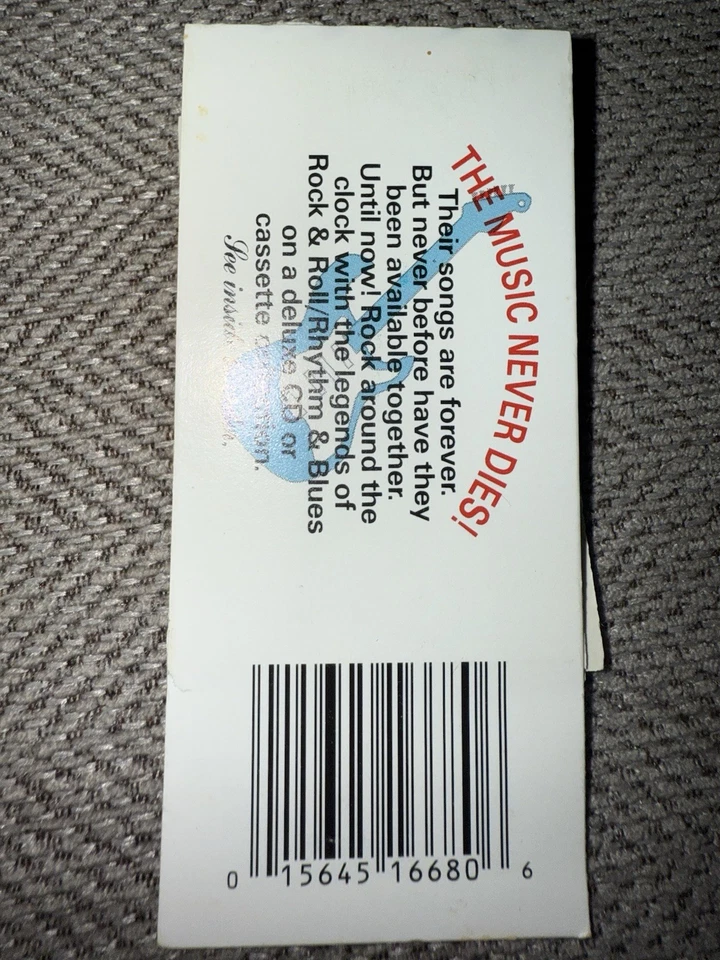 THE MUSIC NEVER DIES!
Their songs are forever.
But never before have they
been available together.
Until now! Rock around the
clock with the legends of
Rock & Roll/Rhythm & Blues
on a deluxe CD or
cassette
See inside
0 15645 16680 6